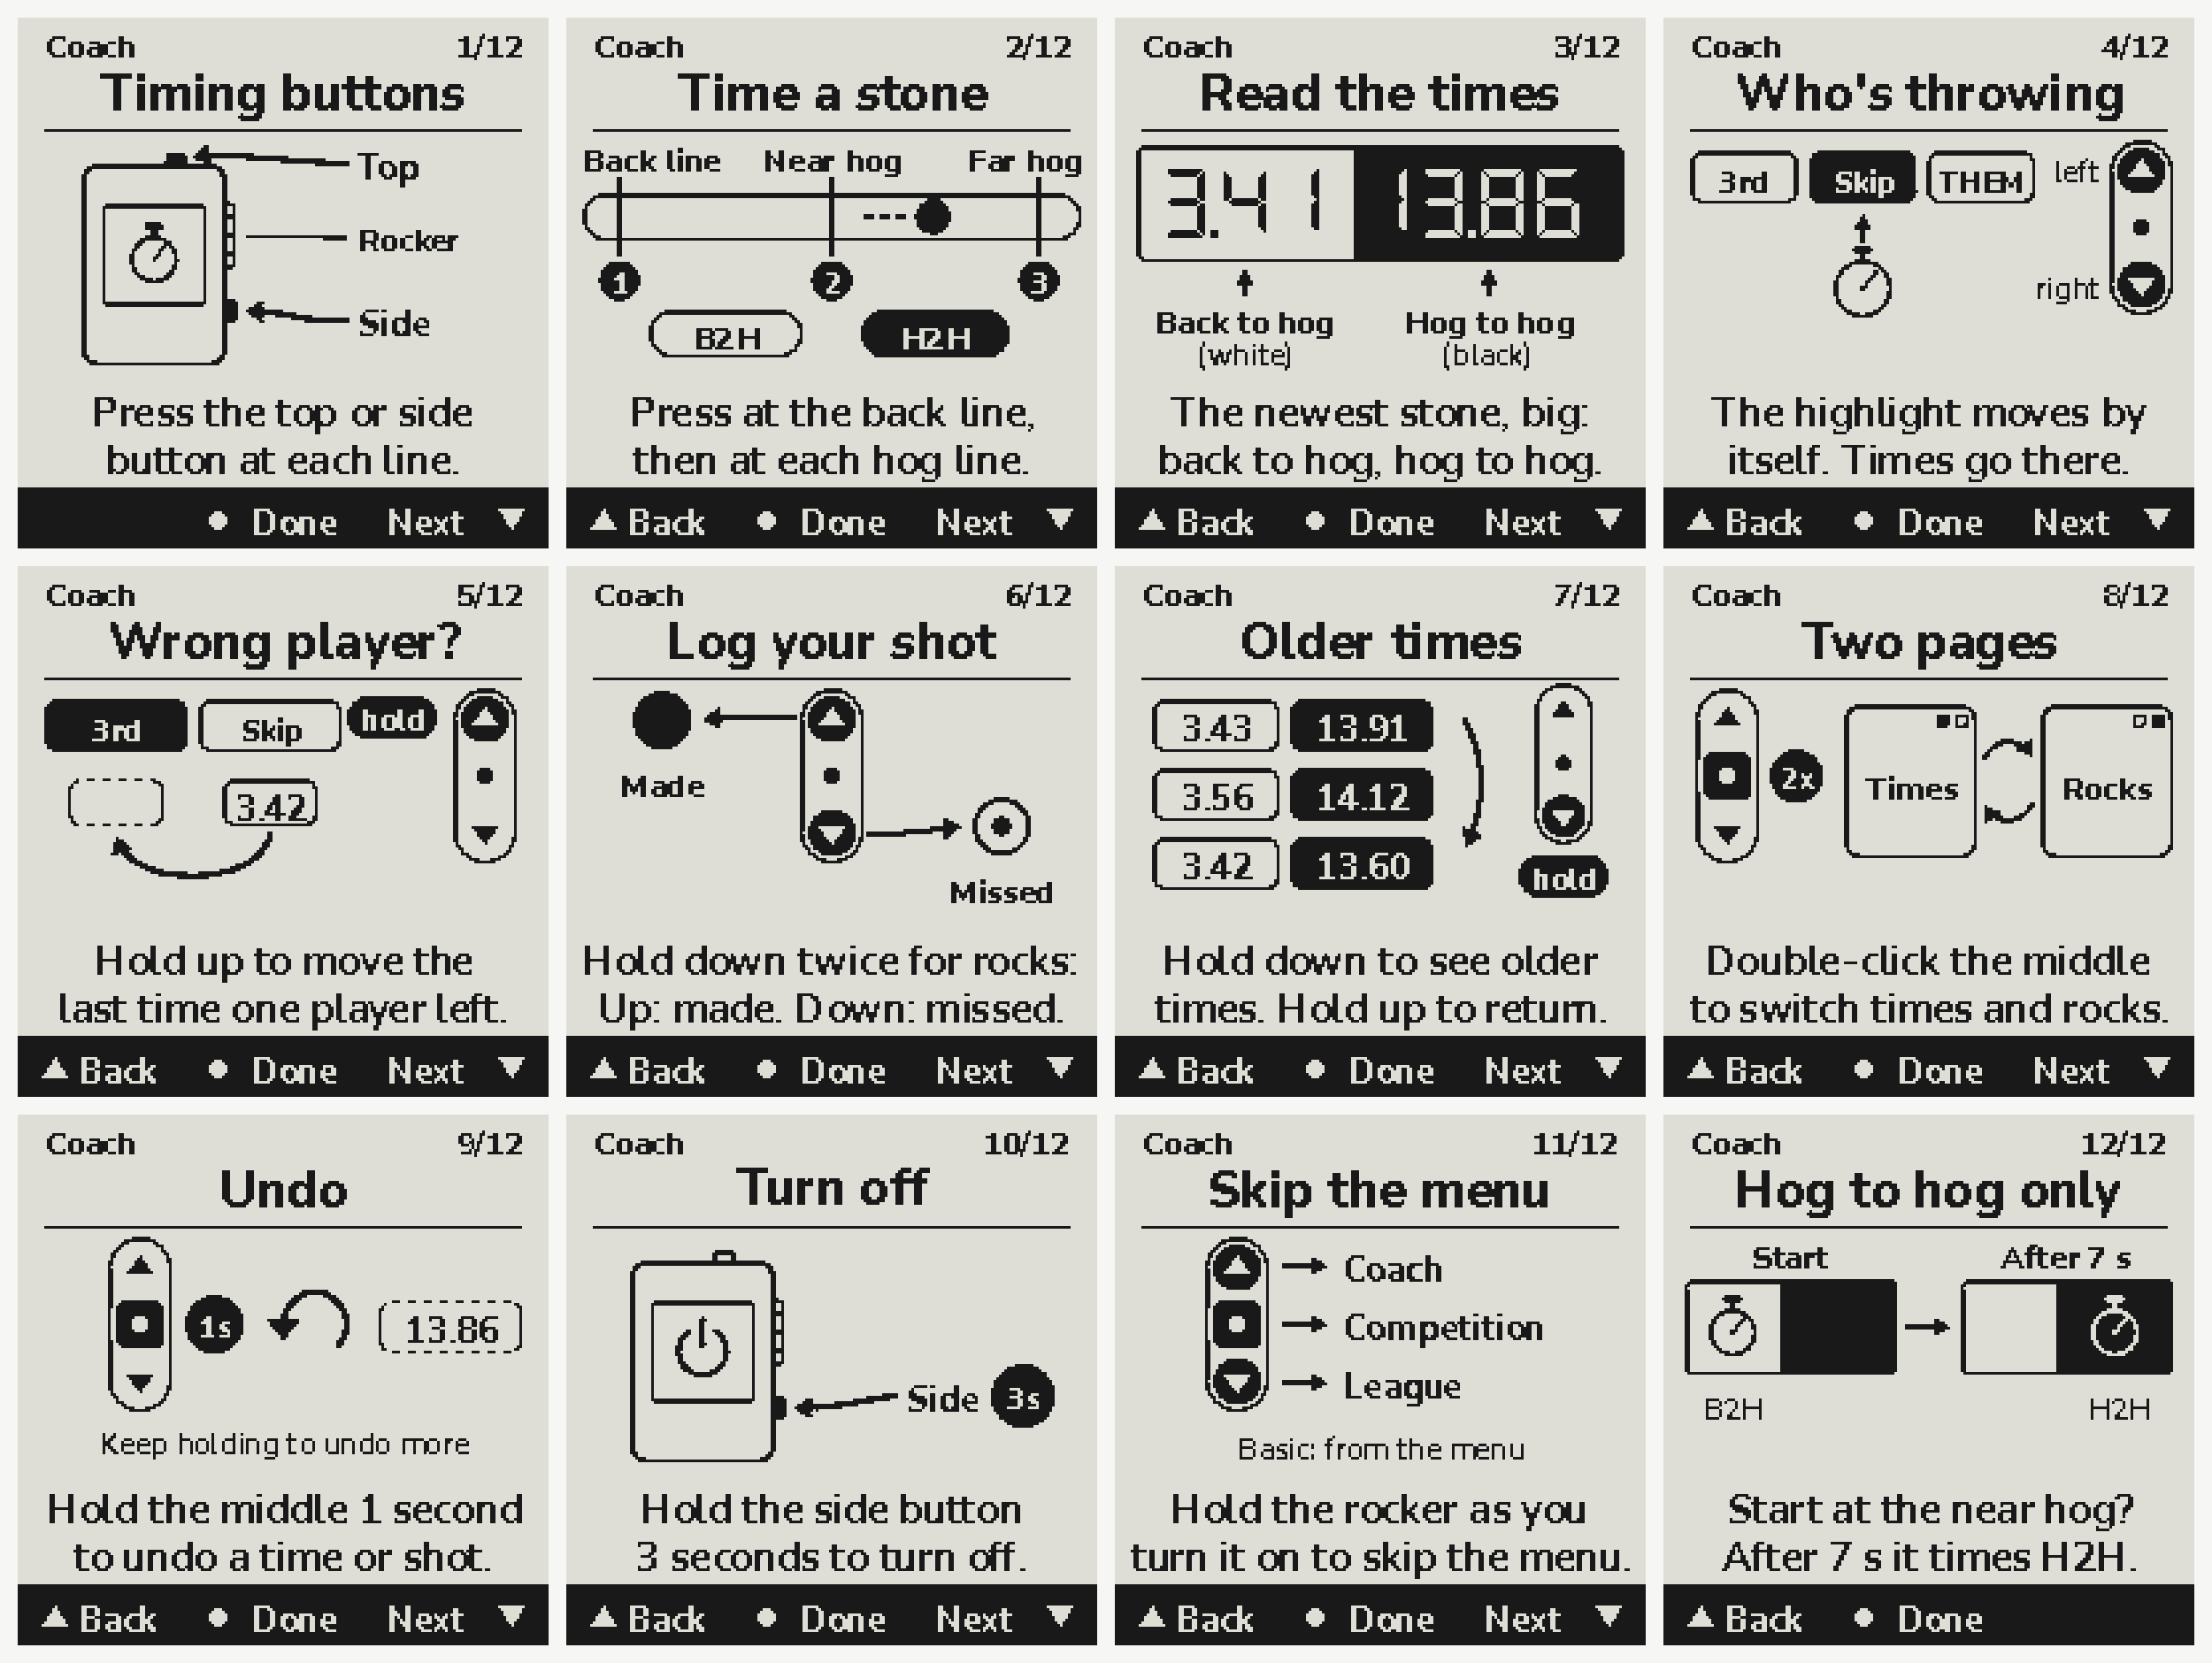 Coach 1/12
Timing buttons
Top
Rocker
Side
Press the top or side
button at each line.
Done Next
Coach 2/12
Time a stone
Back line Near hog Far hog
1 2 3
B2H H2H
Press at the back line,
then at each hog line.
Back Done Next
Coach 3/12
Read the times
3.41 13.86
Back to hog Hog to hog
(white) (black)
The newest stone, big:
back to hog, hog to hog.
Back Done Next
Coach 4/12
Who's throwing
3rd Skip THEM left
right
The highlight moves by
itself. Times go there.
Back Done Next
Coach 5/12
Wrong player?
3rd Skip hold
3.42
Hold up to move the
last time one player left.
Back Done Next
Coach 6/12
Log your shot
Made
Missed
Hold down twice for rocks:
Up: made. Down: missed.
Back Done Next
Coach 7/12
Older times
3.43 13.91
3.56 14.12
3.42 13.60
hold
Hold down to see older
times. Hold up to return.
Back Done Next
Coach 8/12
Two pages
2x Times Rocks
Double-click the middle
to switch times and rocks.
Back Done Next
Coach 9/12
Undo
1s 13.86
Keep holding to undo more
Hold the middle 1 second
to undo a time or shot.
Back Done Next
Coach 10/12
Turn off
Side 3s
Hold the side button
3 seconds to turn off.
Back Done Next
Coach 11/12
Skip the menu
Coach
Competition
League
Basic: from the menu
Hold the rocker as you
turn it on to skip the menu.
Back Done Next
Coach 12/12
Hog to hog only
Start After 7 s
B2H H2H
Start at the near hog?
After 7 s it times H2H.
Back Done